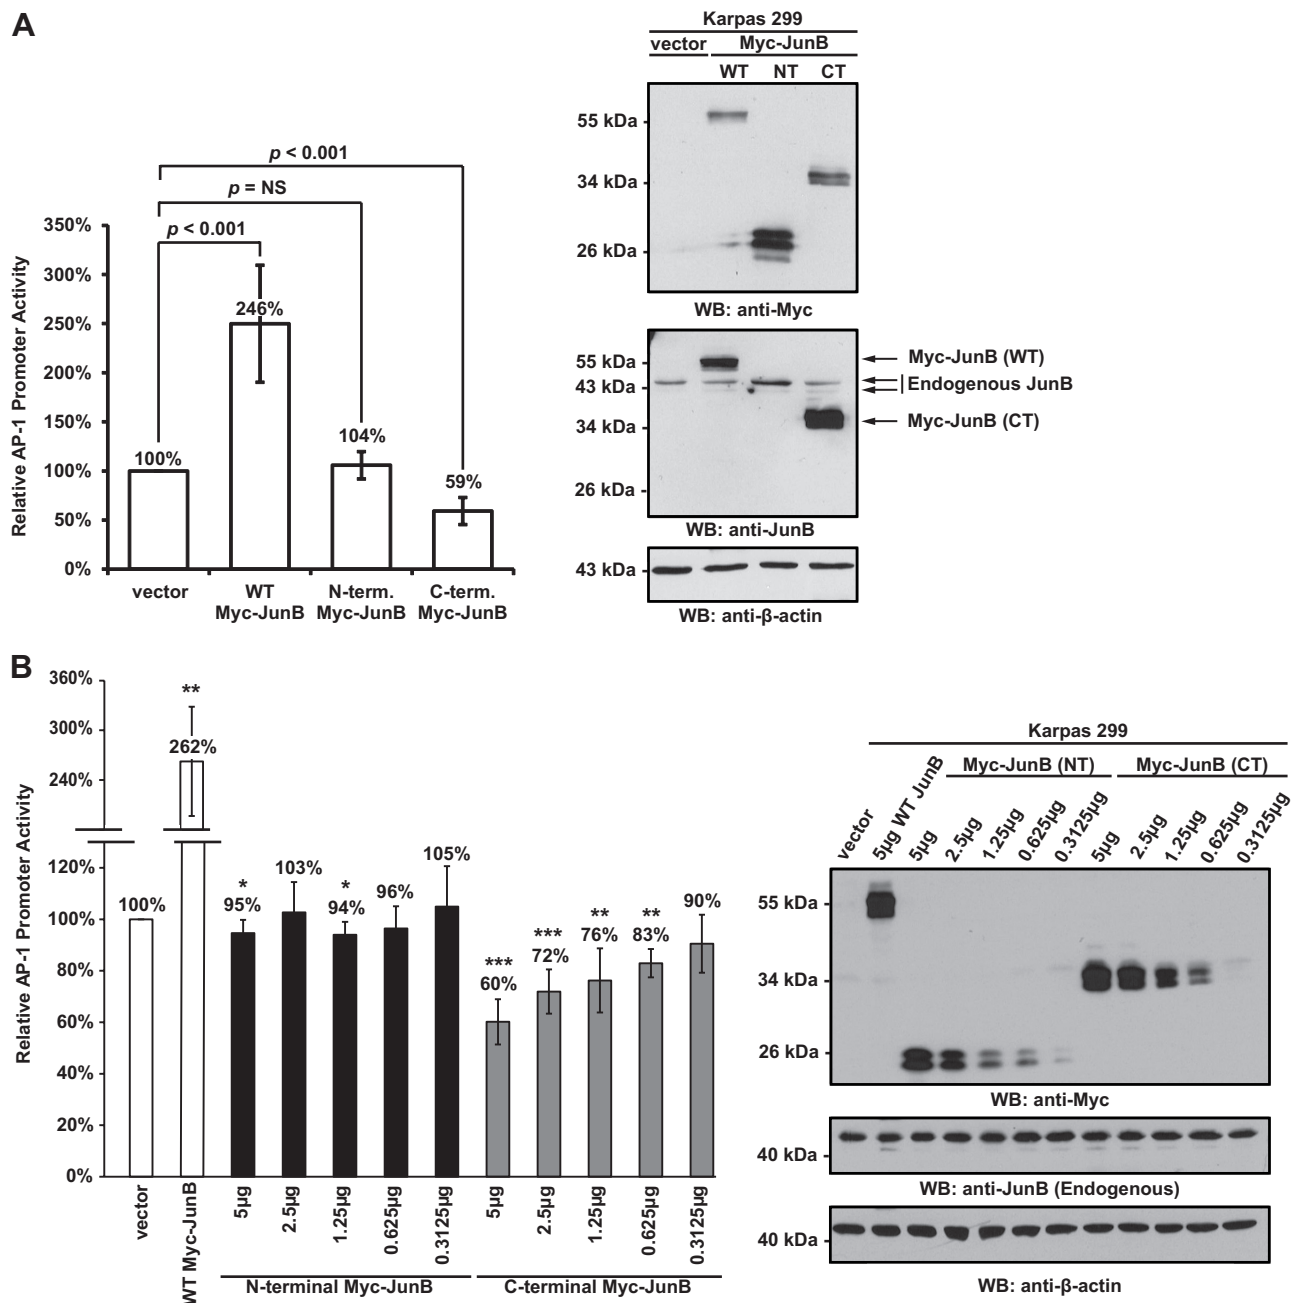 A
Karpas 299
vector Myc-JunB
WT NT CT
55 kDa
34 kDa
26 kDa
WB: anti-Myc
55 kDa
43 kDa
34 kDa
26 kDa
Myc-JunB (WT)
Endogenous JunB
Myc-JunB (CT)
WB: anti-JunB
43 kDa
WB: anti-β-actin
p < 0.001
p = NS
p < 0.001
Relative AP-1 Promoter Activity
350%
300%
250%
200%
150%
100%
50%
0%
100%
246%
104%
59%
vector
WT Myc-JunB
N-term. Myc-JunB
C-term. Myc-JunB
B
Relative AP-1 Promoter Activity
360%
300%
240%
120%
100%
80%
60%
40%
20%
0%
100%
**
262%
*
95%
103%
*
94%
96%
105%
***
60%
***
72%
**
76%
**
83%
90%
vector
WT Myc-JunB
5μg
2.5μg
1.25μg
0.625μg
0.3125μg
5μg
2.5μg
1.25μg
0.625μg
0.3125μg
N-terminal Myc-JunB
C-terminal Myc-JunB
Karpas 299
Myc-JunB (NT)
Myc-JunB (CT)
vector
5μg WT JunB
5μg
2.5μg
1.25μg
0.625μg
0.3125μg
5μg
2.5μg
1.25μg
0.625μg
0.3125μg
55 kDa
34 kDa
26 kDa
WB: anti-Myc
40 kDa
WB: anti-JunB (Endogenous)
40 kDa
WB: anti-β-actin